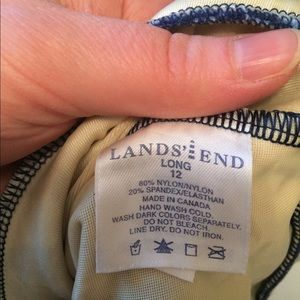 LANDS' END
LONG
12
80% NYLON/NYLON
20% SPANDEX/ELASTHAN
MADE IN CANADA
HAND WASH COLD.
WASH DARK COLORS SEPARATELY.
DO NOT BLEACH.
LINE DRY. DO NOT IRON.